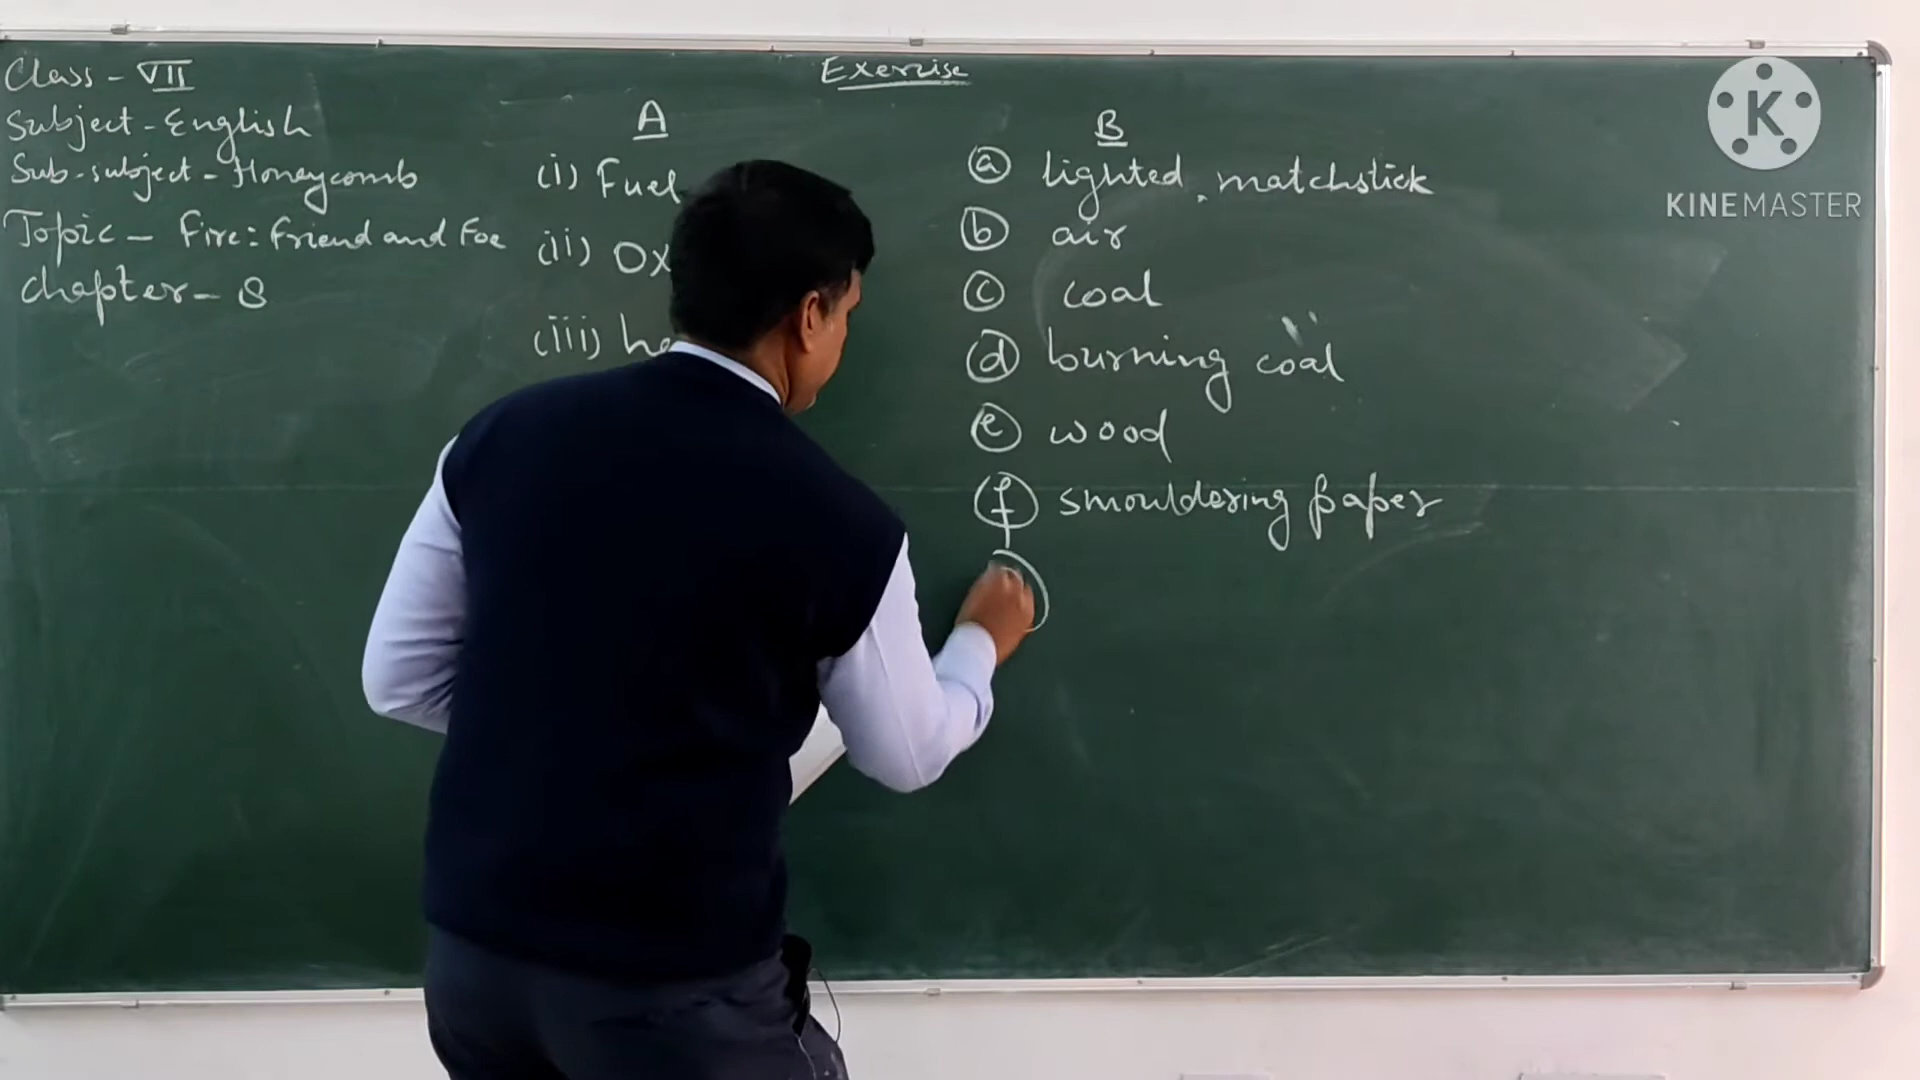 Class - VII
Subject - English
Sub-subject - Honeycomb
Topic - Fire: Friend and Foe
Chapter - 8
Exercise
A
(i) Fuel
(ii) Ox
(iii) he
B
(a) lighted matchstick
(b) air
(c) coal
(d) burning coal
(e) wood
(f) smouldering paper
K
KINEMASTER